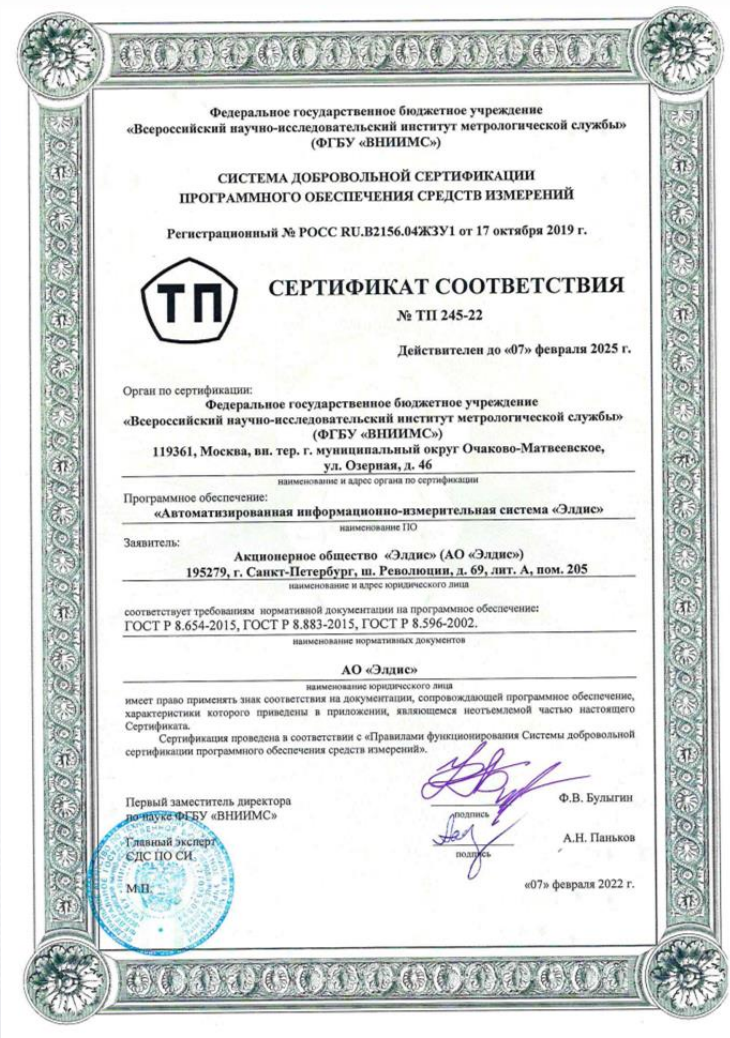 Федеральное государственное бюджетное учреждение
«Всероссийский научно-исследовательский институт метрологической службы»
(ФГБУ «ВНИИМС»)
СИСТЕМА ДОБРОВОЛЬНОЙ СЕРТИФИКАЦИИ
ПРОГРАММНОГО ОБЕСПЕЧЕНИЯ СРЕДСТВ ИЗМЕРЕНИЙ
Регистрационный № РОСС RU.В2156.04ЖЗУ1 от 17 октября 2019 г.
ТП
СЕРТИФИКАТ СООТВЕТСТВИЯ
№ ТП 245-22
Действителен до «07» февраля 2025 г.
Орган по сертификации:
Федеральное государственное бюджетное учреждение
«Всероссийский научно-исследовательский институт метрологической службы»
(ФГБУ «ВНИИМС»)
119361, Москва, вн. тер. г. муниципальный округ Очаково-Матвеевское,
ул. Озерная, д. 46
наименование и адрес органа по сертификации
Программное обеспечение:
«Автоматизированная информационно-измерительная система «Элдис»
наименование ПО
Заявитель:
Акционерное общество «Элдис» (АО «Элдис»)
195279, г. Санкт-Петербург, ш. Революции, д. 69, лит. А, пом. 205
наименование и адрес юридического лица
соответствует требованиям нормативной документации на программное обеспечение:
ГОСТ Р 8.654-2015, ГОСТ Р 8.883-2015, ГОСТ Р 8.596-2002.
наименование нормативных документов
АО «Элдис»
наименование юридического лица
имеет право применять знак соответствия на документации, сопровождающей программное обеспечение,
характеристики которого приведены в приложении, являющемся неотъемлемой частью настоящего
Сертификата.
Сертификация проведена в соответствии с «Правилами функционирования Системы добровольной
сертификации программного обеспечения средств измерений».
Первый заместитель директора
по науке ФГБУ «ВНИИМС»
подпись
Ф.В. Булыгин
Главный эксперт
СДС ПО СИ
подпись
А.Н. Паньков
М.П.
«07» февраля 2022 г.